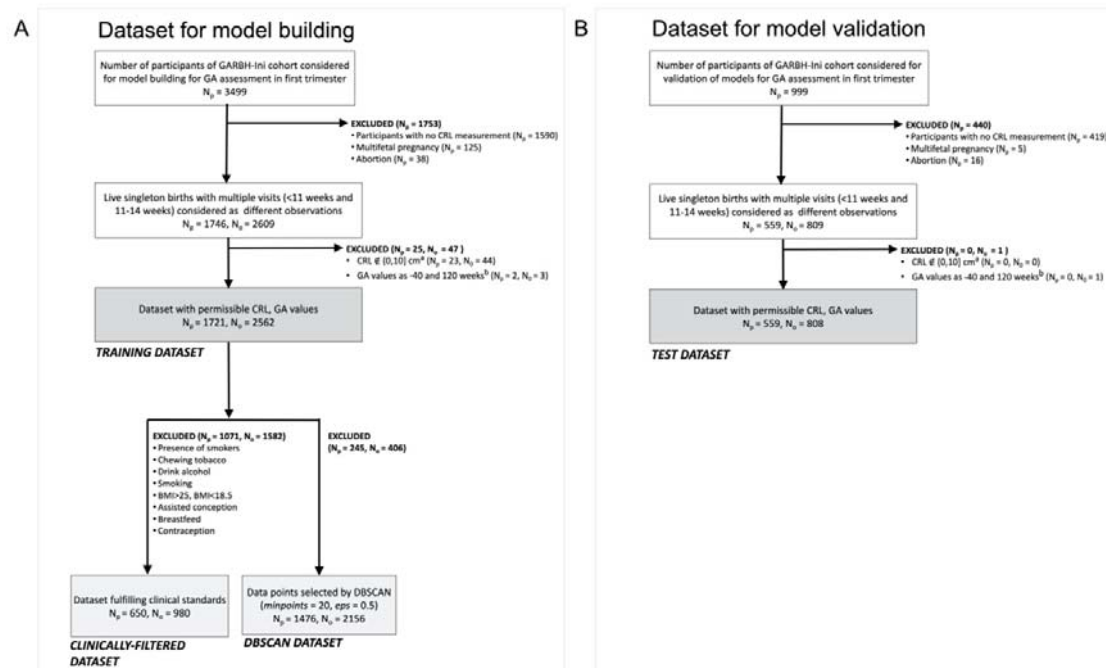 A
Dataset for model building
Number of participants of GARBH-Ini cohort considered
for model building for GA assessment in first trimester
Nₚ = 3499
EXCLUDED (Nₚ = 1753)
• Participants with no CRL measurement (Nₚ = 1590)
• Multifetal pregnancy (Nₚ = 125)
• Abortion (Nₚ = 38)
Live singleton births with multiple visits (<11 weeks and
11-14 weeks) considered as different observations
Nₚ = 1746, Nₒ = 2609
EXCLUDED (Nₚ = 25, Nₒ = 47 )
• CRL ∉ (0,10] cmᵃ (Nₚ = 23, N₀ = 44)
• GA values as -40 and 120 weeksᵇ (Nₚ = 2, Nₒ = 3)
Dataset with permissible CRL, GA values
Nₚ = 1721, Nₒ = 2562
TRAINING DATASET
EXCLUDED (Nₚ = 1071, Nₒ = 1582)
• Presence of smokers
• Chewing tobacco
• Drink alcohol
• Smoking
• BMI>25, BMI<18.5
• Assisted conception
• Breastfeed
• Contraception
EXCLUDED
(Nₚ = 245, Nₒ = 406)
Dataset fulfilling clinical standards
Nₚ = 650, Nₒ = 980
CLINICALLY-FILTERED
DATASET
Data points selected by DBSCAN
(minpoints = 20, eps = 0.5)
Nₚ = 1476, Nₒ = 2156
DBSCAN DATASET
B
Dataset for model validation
Number of participants of GARBH-Ini cohort considered for
validation of models for GA assessment in first trimester
Nₚ = 999
EXCLUDED (Nₚ = 440)
• Participants with no CRL measurement (Nₚ = 419)
• Multifetal pregnancy (Nₚ = 5)
• Abortion (Nₚ = 16)
Live singleton births with multiple visits (<11 weeks and
11-14 weeks) considered as different observations
Nₚ = 559, Nₒ = 809
EXCLUDED (Nₚ = 0, Nₒ = 1 )
• CRL ∉ (0,10] cmᵃ (Nₚ = 0, N₀ = 0)
• GA values as -40 and 120 weeksᵇ (Nₚ = 0, N₀ = 1)
Dataset with permissible CRL, GA values
Nₚ = 559, Nₒ = 808
TEST DATASET